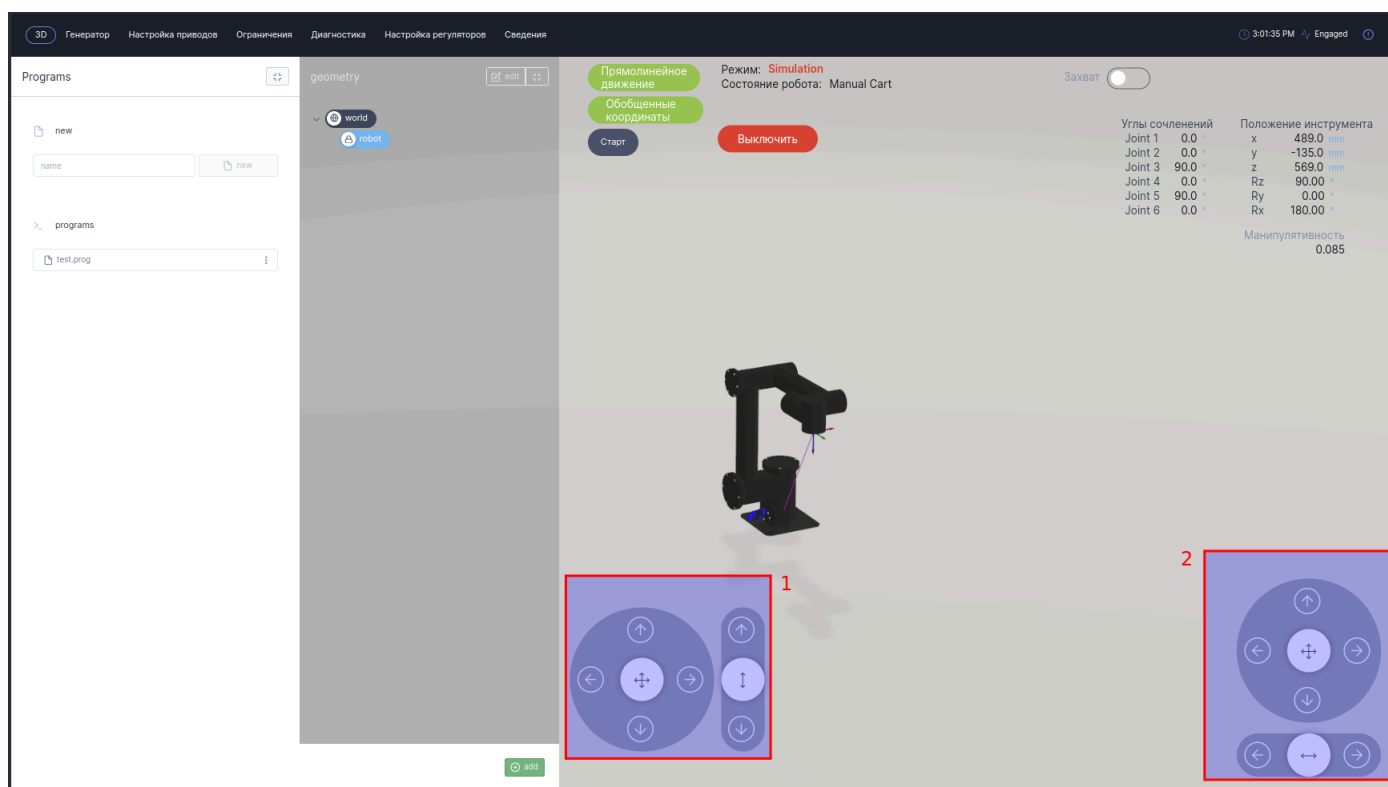 3D Генератор Настройка приводов Ограничения Диагностика Настройка регуляторов Сведения 3:01:35 PM Engaged
Programs
new
name new
programs
test.prog
geometry edit
world
robot
add
Прямолинейное
движение
Обобщенные
координаты
Старт
Режим: Simulation
Состояние робота: Manual Cart
Выключить
Захват
Углы сочленений
Joint 1 0.0 °
Joint 2 0.0 °
Joint 3 90.0 °
Joint 4 0.0 °
Joint 5 90.0 °
Joint 6 0.0 °
Положение инструмента
x 489.0 mm
y -135.0 mm
z 569.0 mm
Rz 90.00 °
Ry 0.00 °
Rx 180.00 °
Манипулятивность
0.085
1
2